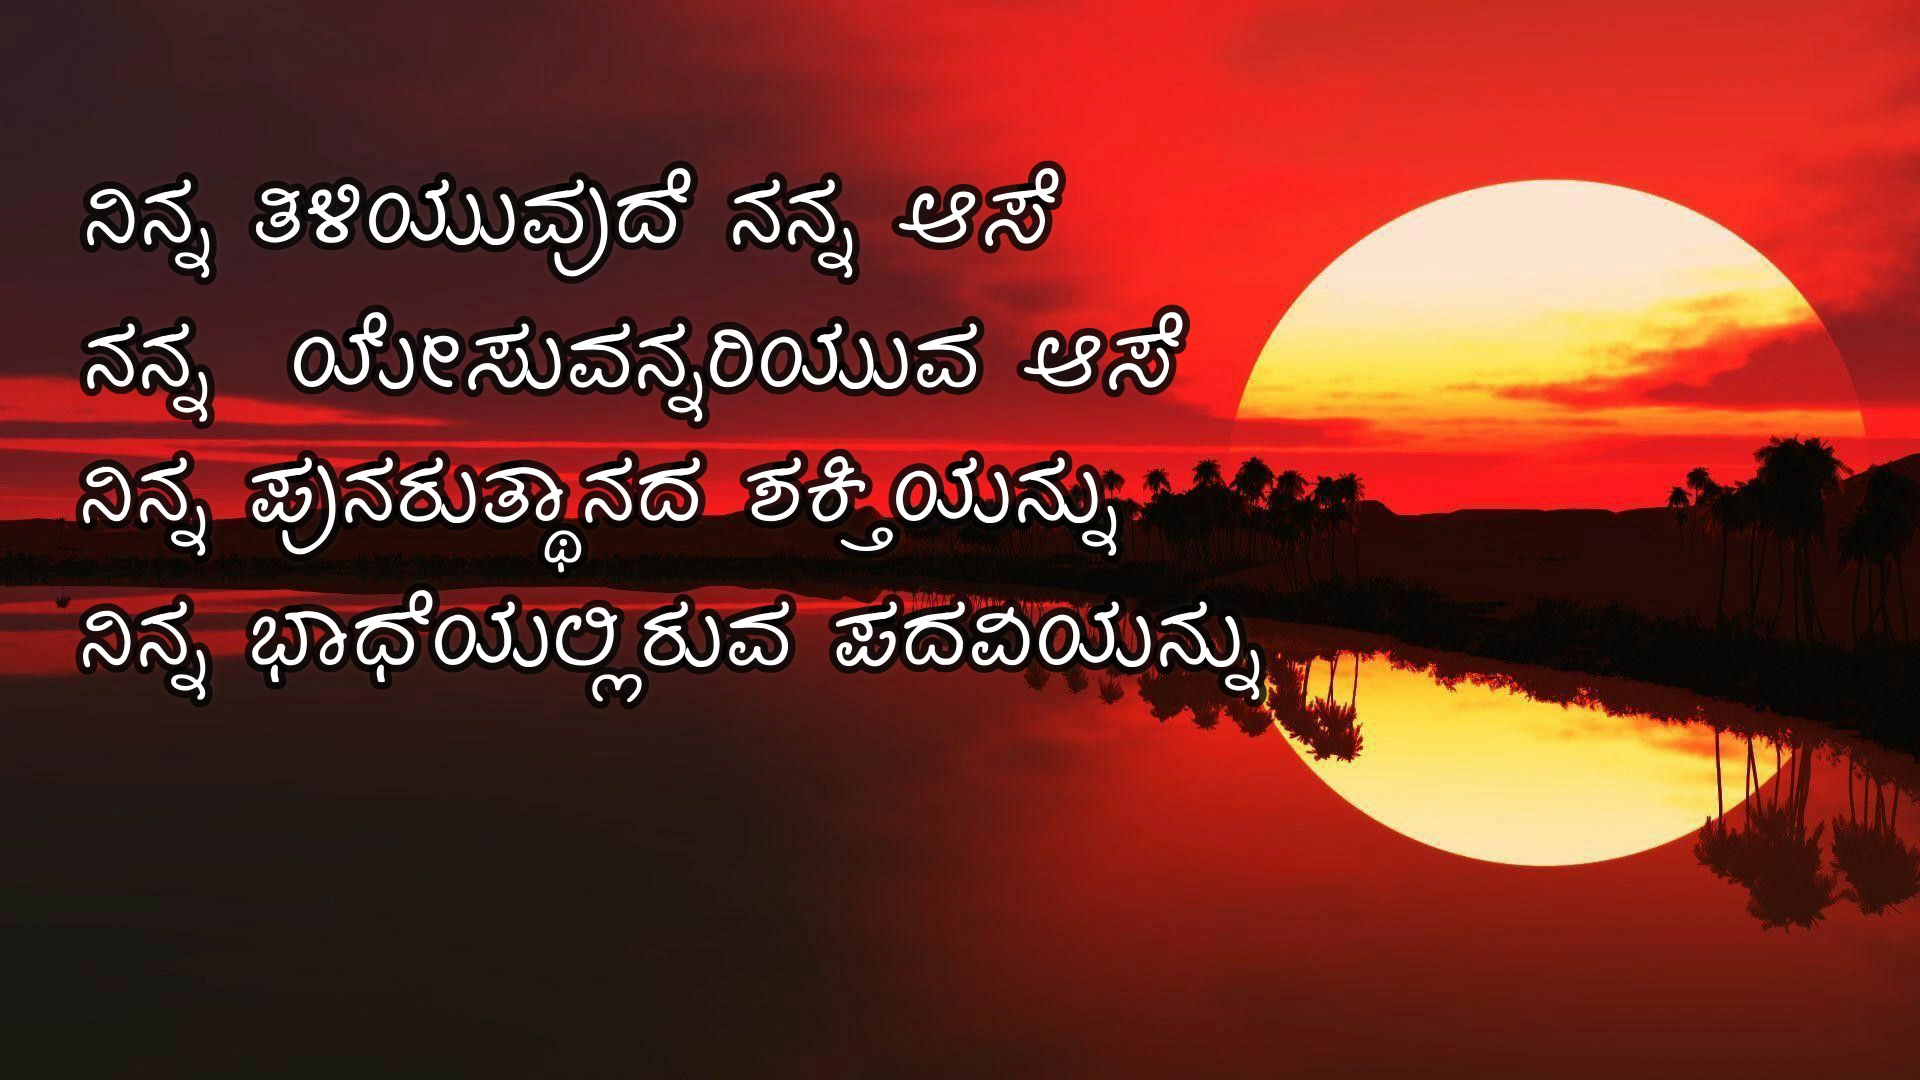 ನಿನ್ನ ತಿಳಿಯುವುದೆ ನನ್ನ ಆಸೆ
ನನ್ನ ಯೇಸುವನ್ನರಿಯುವ ಆಸೆ
ನಿನ್ನ ಪುನರುತ್ಥಾನದ ಶಕ್ತಿಯನ್ನು
ನಿನ್ನ ಭಾಧೆಯಲ್ಲಿರುವ ಪದವಿಯನ್ನು